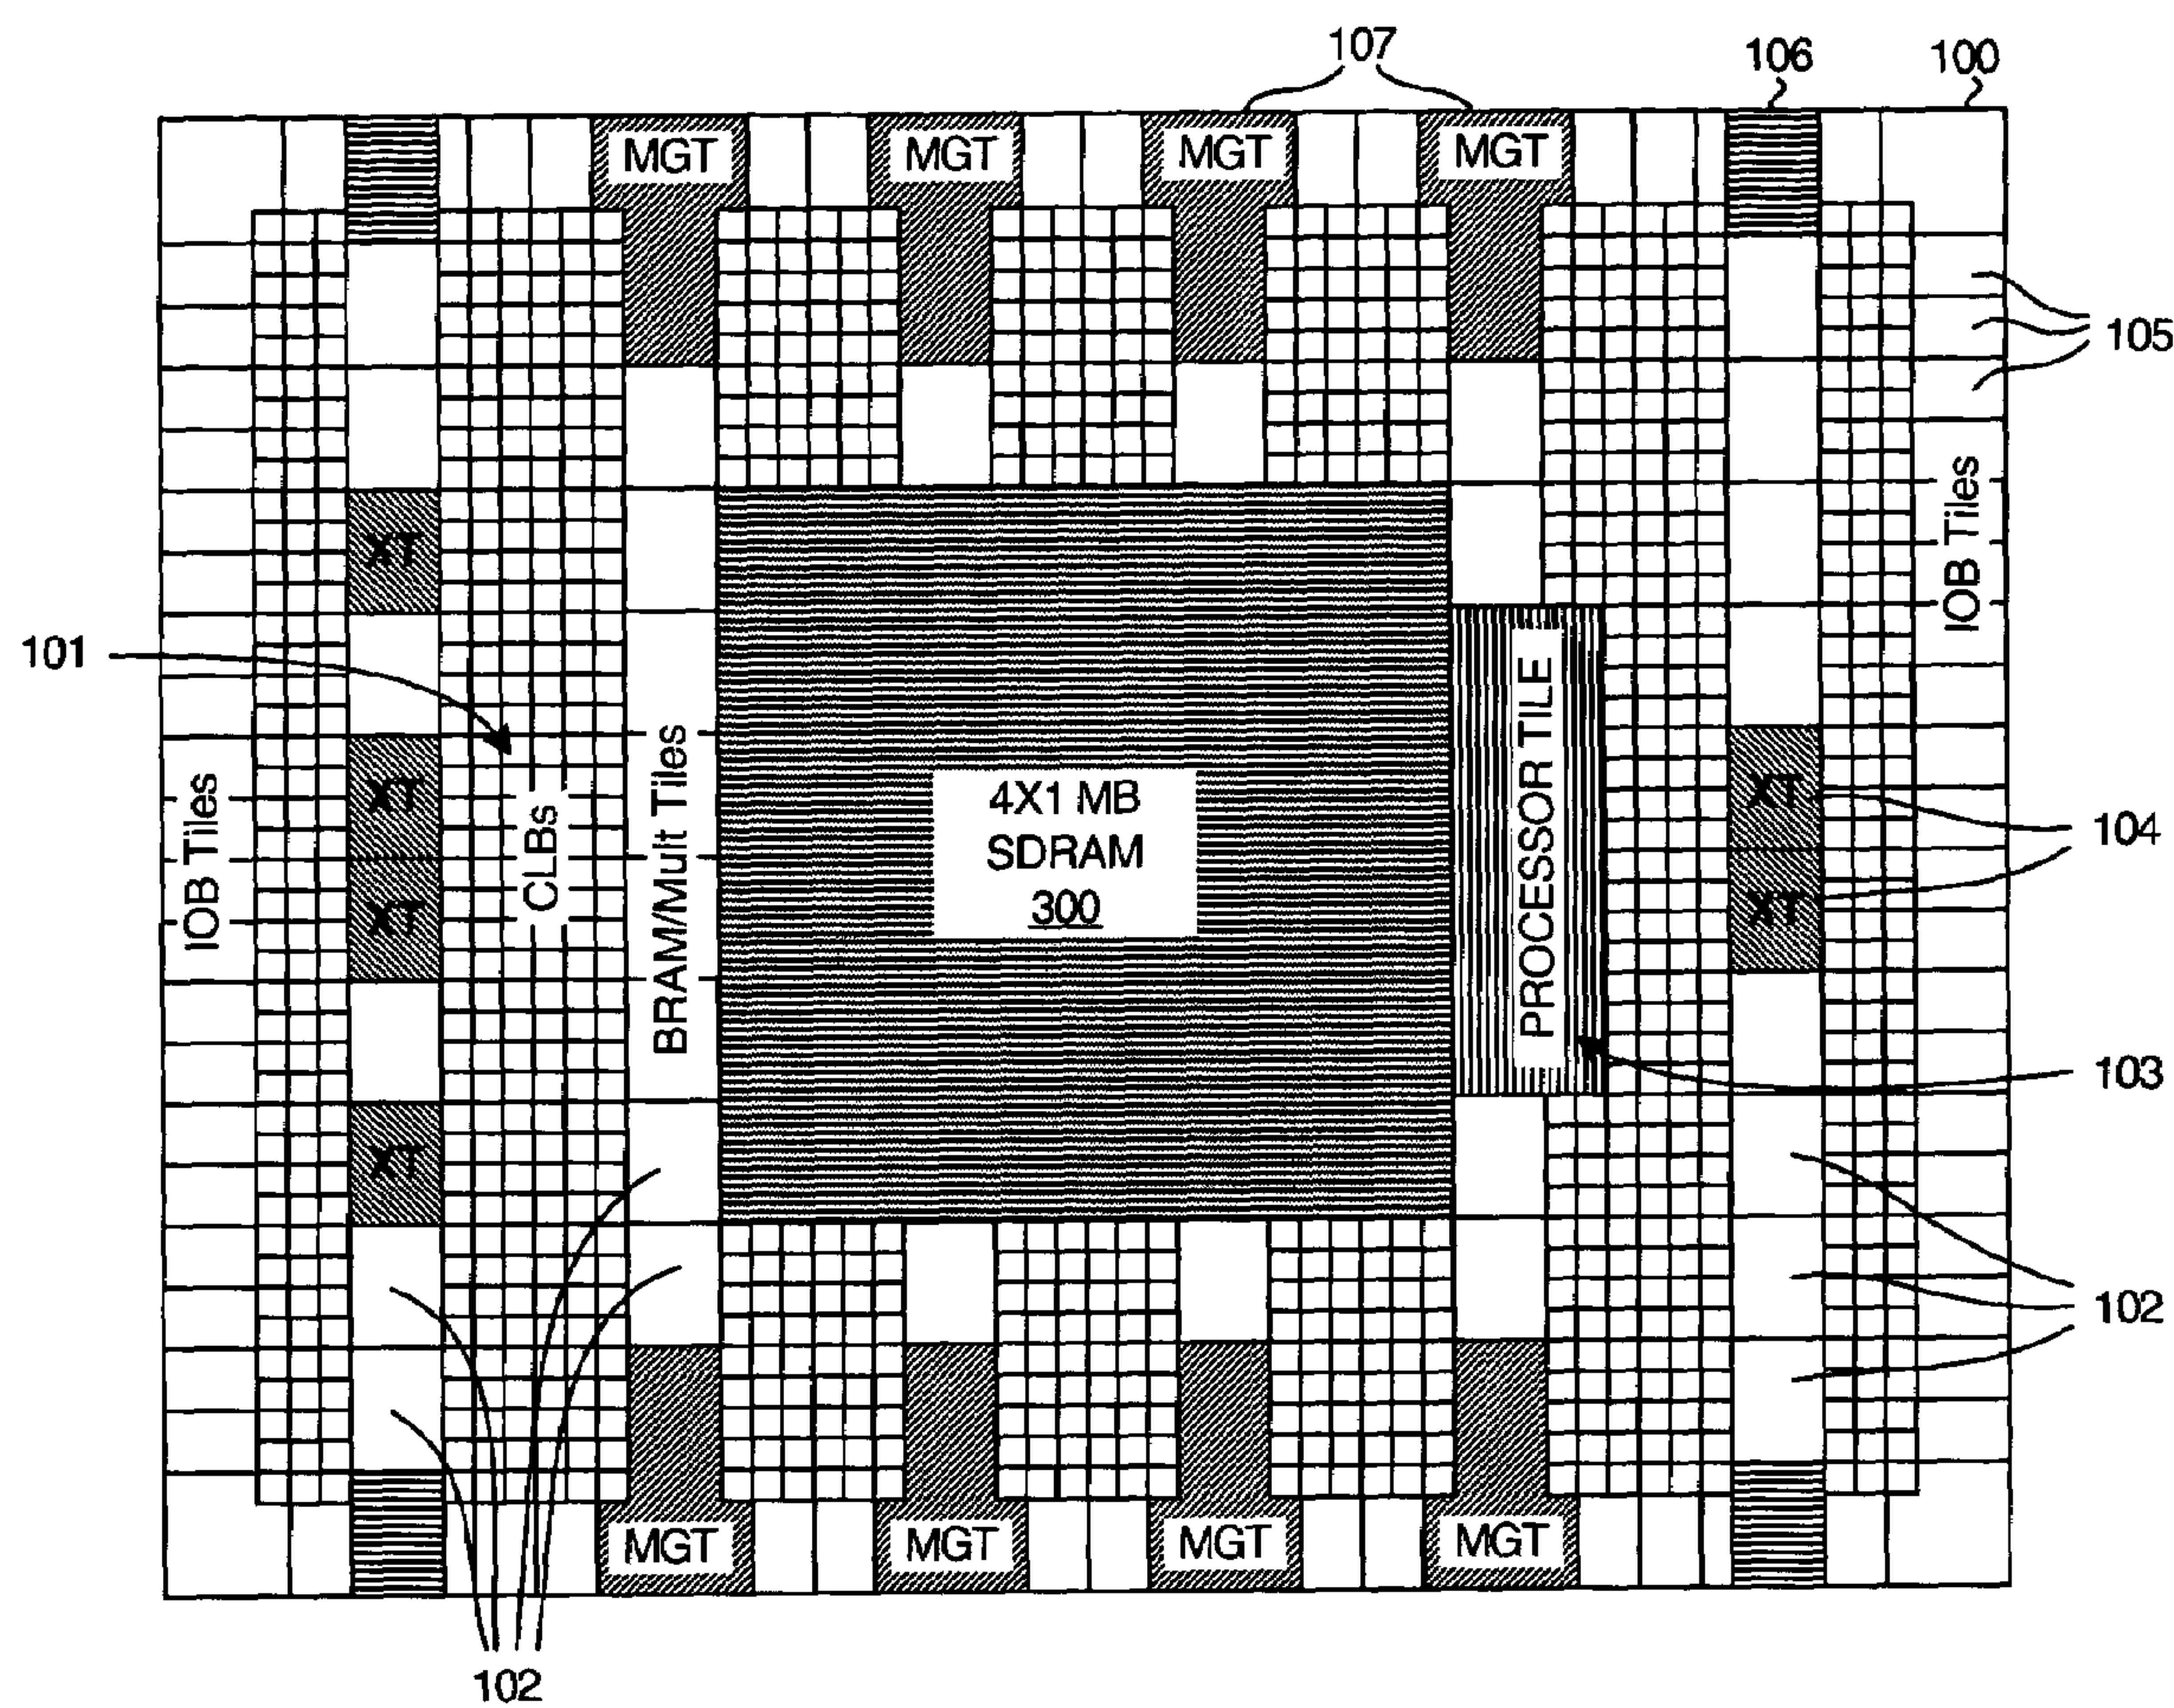 107
106
100
MGT
MGT
MGT
MGT
105
XT
IOB Tiles
101
XT
XT
IOB Tiles
CLBs
BRAM/Mult Tiles
4X1 MB
SDRAM
300
PROCESSOR TILE
XT
XT
104
103
XT
102
MGT
MGT
MGT
MGT
102